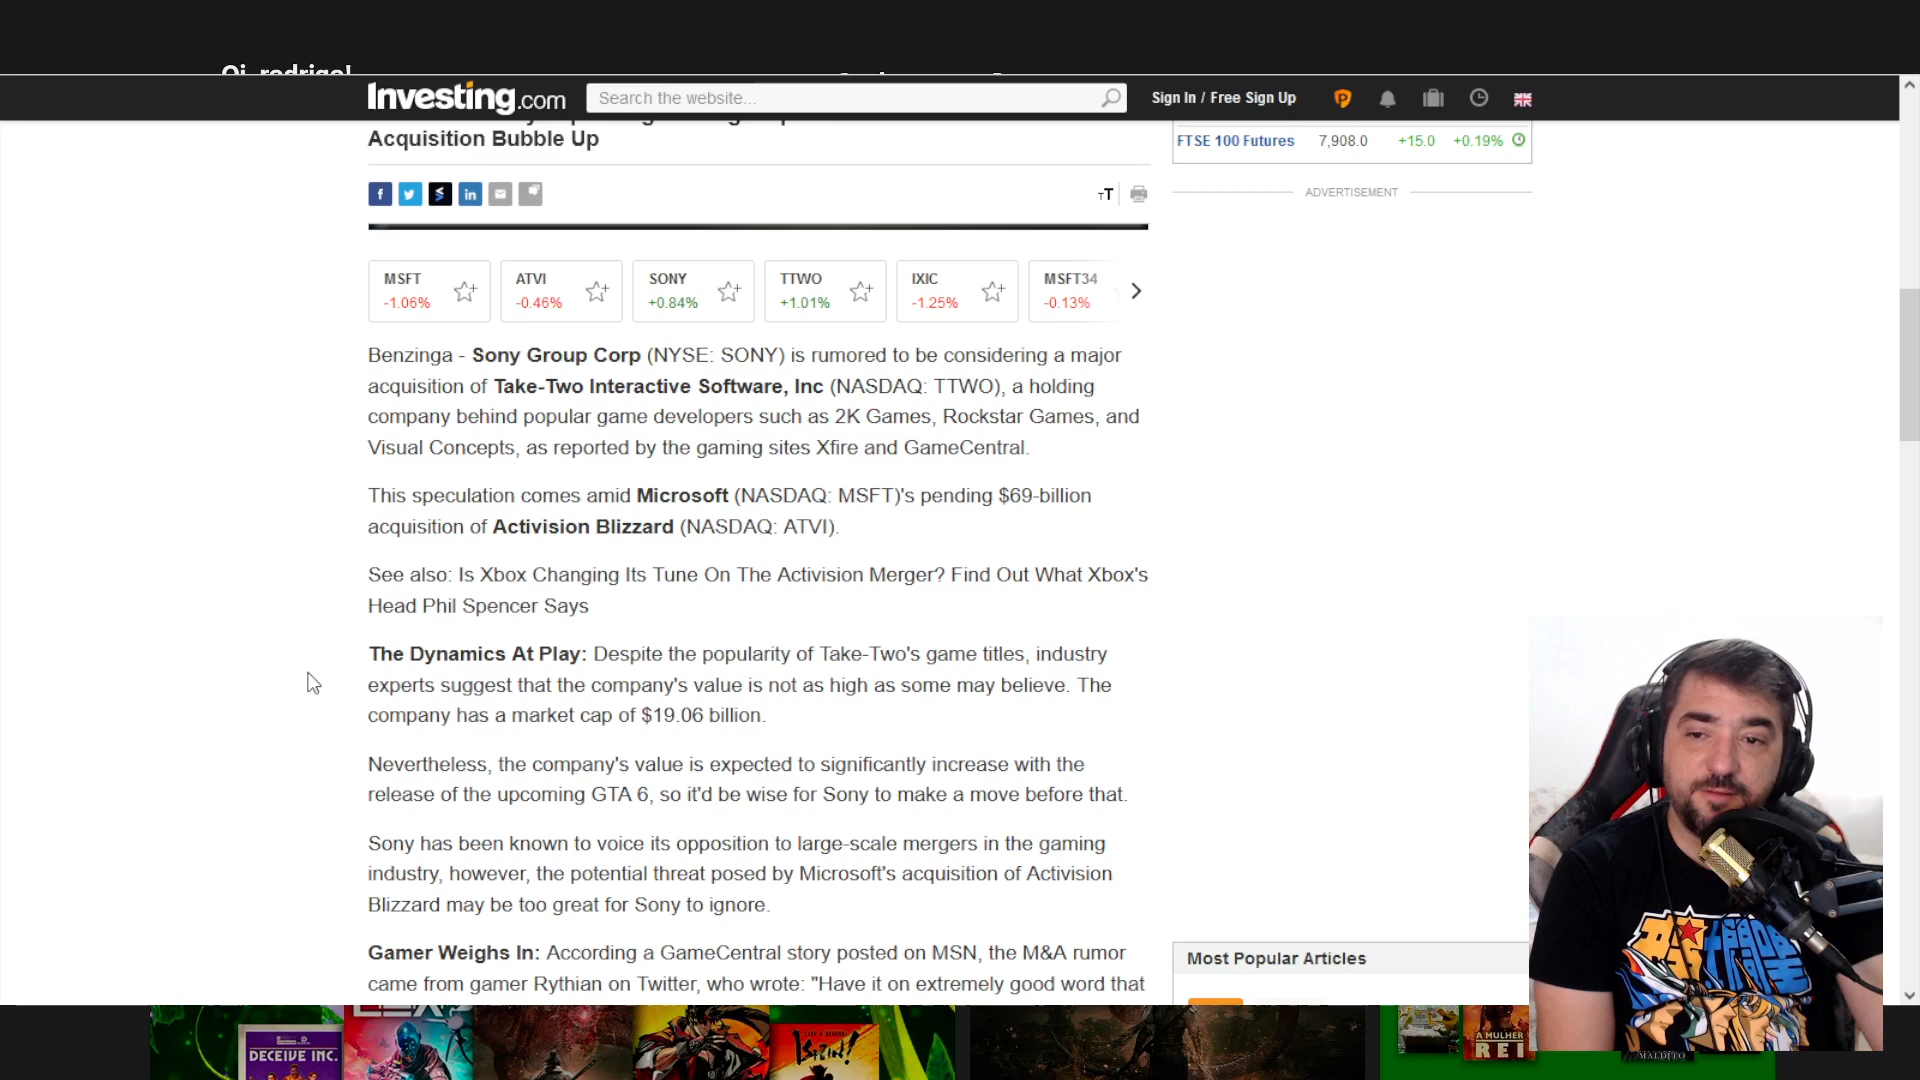 Oi, rodrigo!
Investing.com
Search the website...
Sign In / Free Sign Up
Acquisition Bubble Up
FTSE 100 Futures 7,908.0 +15.0 +0.19%
ADVERTISEMENT
MSFT
-1.06%
ATVI
-0.46%
SONY
+0.84%
TTWO
+1.01%
IXIC
-1.25%
MSFT34
-0.13%
Benzinga - Sony Group Corp (NYSE: SONY) is rumored to be considering a major
acquisition of Take-Two Interactive Software, Inc (NASDAQ: TTWO), a holding
company behind popular game developers such as 2K Games, Rockstar Games, and
Visual Concepts, as reported by the gaming sites Xfire and GameCentral.
This speculation comes amid Microsoft (NASDAQ: MSFT)'s pending $69-billion
acquisition of Activision Blizzard (NASDAQ: ATVI).
See also: Is Xbox Changing Its Tune On The Activision Merger? Find Out What Xbox's
Head Phil Spencer Says
The Dynamics At Play: Despite the popularity of Take-Two's game titles, industry
experts suggest that the company's value is not as high as some may believe. The
company has a market cap of $19.06 billion.
Nevertheless, the company's value is expected to significantly increase with the
release of the upcoming GTA 6, so it'd be wise for Sony to make a move before that.
Sony has been known to voice its opposition to large-scale mergers in the gaming
industry, however, the potential threat posed by Microsoft's acquisition of Activision
Blizzard may be too great for Sony to ignore.
Gamer Weighs In: According a GameCentral story posted on MSN, the M&A rumor
came from gamer Rythian on Twitter, who wrote: "Have it on extremely good word that
Most Popular Articles
DECEIVE INC.
A MULHER
REI
MALDITO